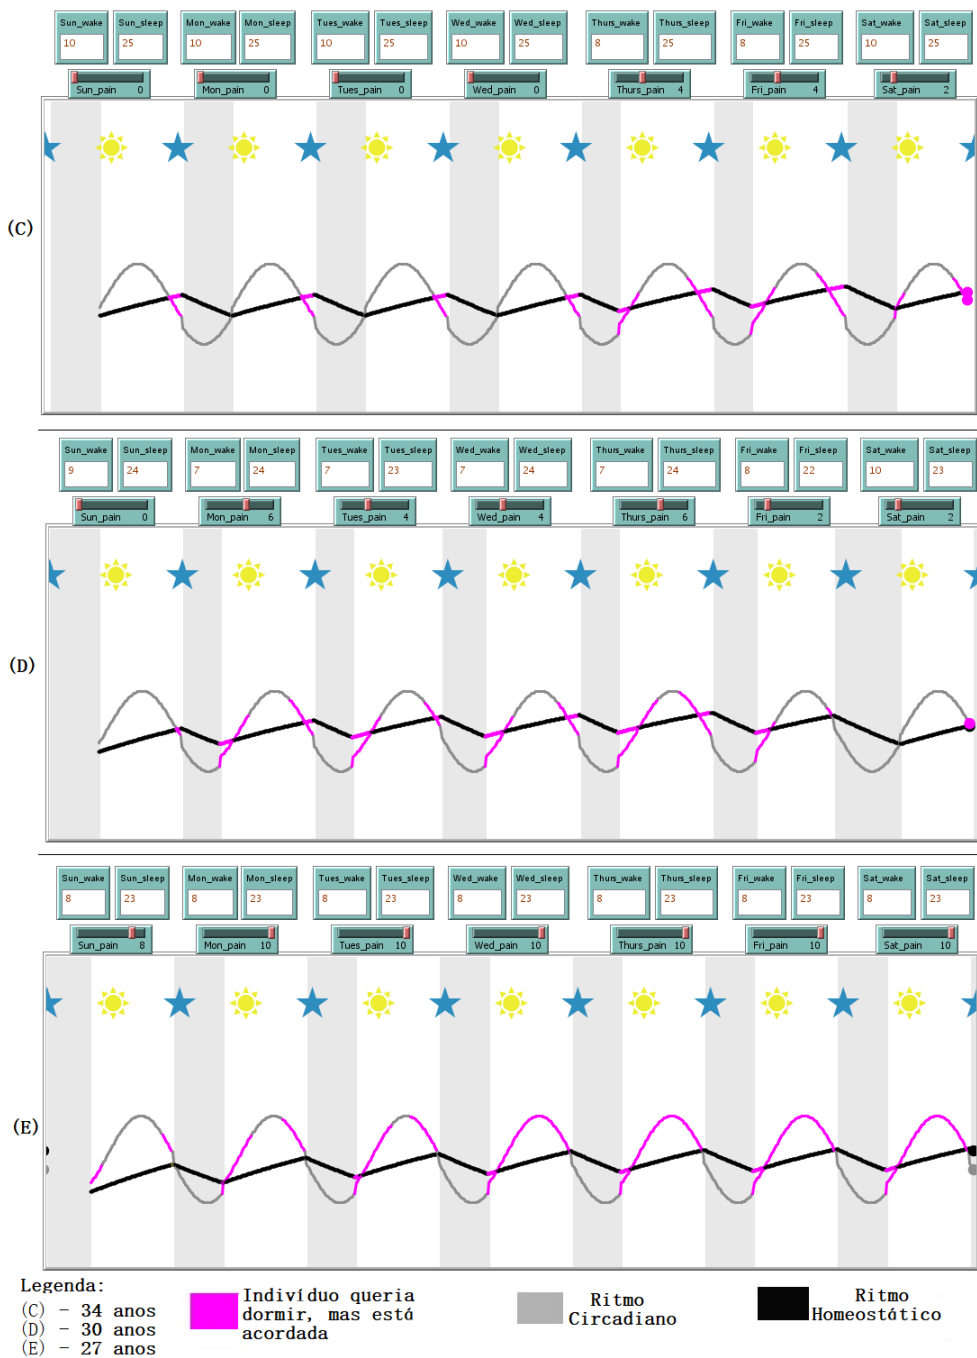 Sun_wake Sun_sleep Mon_wake Mon_sleep Tues_wake Tues_sleep Wed_wake Wed_sleep Thurs_wake Thurs_sleep Fri_wake Fri_sleep Sat_wake Sat_sleep
10 25 10 25 10 25 10 25 8 25 8 25 10 25
Sun_pain 0 Mon_pain 0 Tues_pain 0 Wed_pain 0 Thurs_pain 4 Fri_pain 4 Sat_pain 2
(C)
Sun_wake Sun_sleep Mon_wake Mon_sleep Tues_wake Tues_sleep Wed_wake Wed_sleep Thurs_wake Thurs_sleep Fri_wake Fri_sleep Sat_wake Sat_sleep
9 24 7 24 7 23 7 24 7 24 8 22 10 23
Sun_pain 0 Mon_pain 6 Tues_pain 4 Wed_pain 4 Thurs_pain 6 Fri_pain 2 Sat_pain 2
(D)
Sun_wake Sun_sleep Mon_wake Mon_sleep Tues_wake Tues_sleep Wed_wake Wed_sleep Thurs_wake Thurs_sleep Fri_wake Fri_sleep Sat_wake Sat_sleep
8 23 8 23 8 23 8 23 8 23 8 23 8 23
Sun_pain 8 Mon_pain 10 Tues_pain 10 Wed_pain 10 Thurs_pain 10 Fri_pain 10 Sat_pain 10
(E)
Legenda:
(C) - 34 anos
(D) - 30 anos
(E) - 27 anos
Indivíduo queria
dormir, mas está
acordada
Ritmo
Circadiano
Ritmo
Homeostático